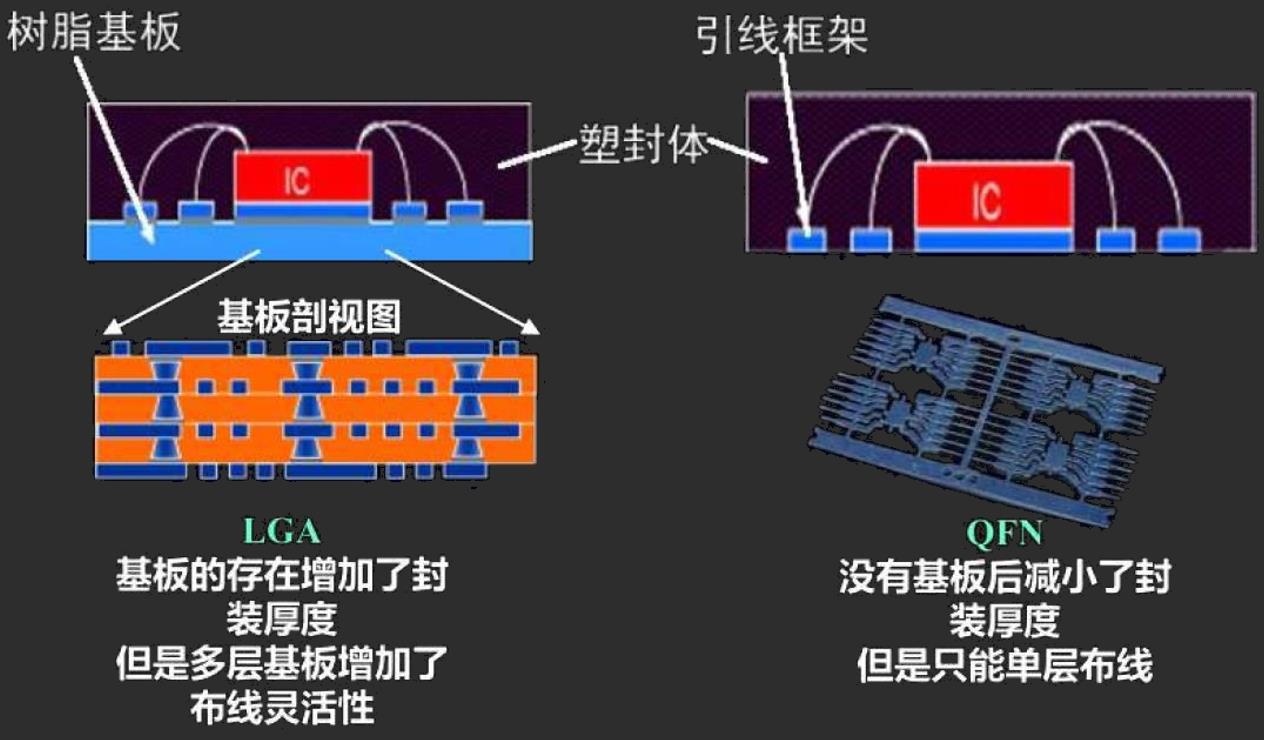 树脂基板
引线框架
塑封体
IC
IC
基板剖视图
LGA
基板的存在增加了封
装厚度
但是多层基板增加了
布线灵活性
QFN
没有基板后减小了封
装厚度
但是只能单层布线